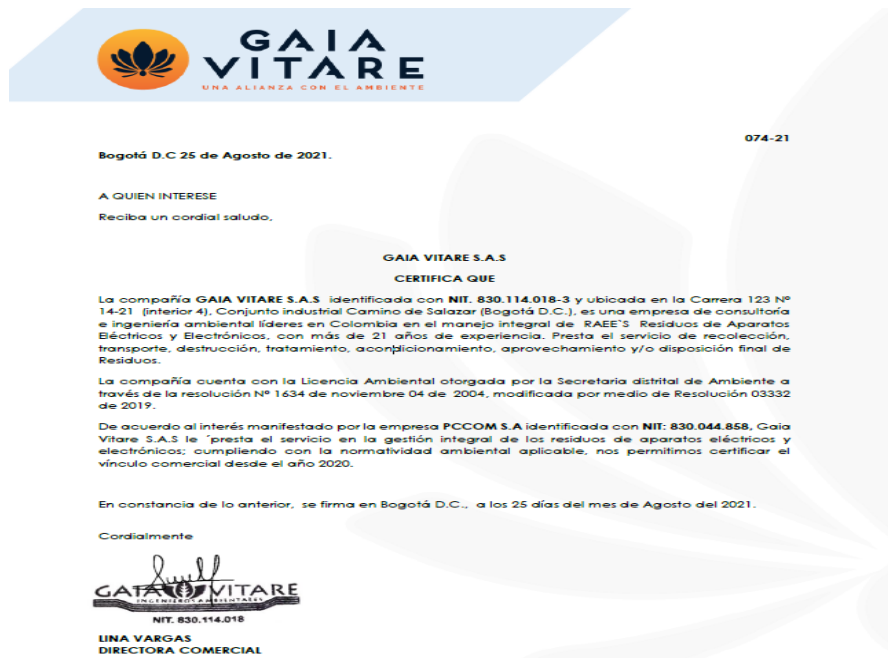 GAIA
VITARE
UNA ALIANZA CON EL AMBIENTE
074-21
Bogotá D.C 25 de Agosto de 2021.
A QUIEN INTERESE
Reciba un cordial saludo,
GAIA VITARE S.A.S
CERTIFICA QUE
La compañía GAIA VITARE S.A.S identificada con NIT. 830.114.018-3 y ubicada en la Carrera 123 Nº
14-21 (interior 4), Conjunto industrial Camino de Salazar (Bogotá D.C.), es una empresa de consultoría
e ingeniería ambiental líderes en Colombia en el manejo integral de RAEE`S Residuos de Aparatos
Eléctricos y Electrónicos, con más de 21 años de experiencia. Presta el servicio de recolección,
transporte, destrucción, tratamiento, acondicionamiento, aprovechamiento y/o disposición final de
Residuos.
La compañía cuenta con la Licencia Ambiental otorgada por la Secretaria distrital de Ambiente a
través de la resolución Nº 1634 de noviembre 04 de 2004, modificada por medio de Resolución 03332
de 2019.
De acuerdo al interés manifestado por la empresa PCCOM S.A identificada con NIT: 830.044.858, Gaia
Vitare S.A.S le ´presta el servicio en la gestión integral de los residuos de aparatos eléctricos y
electrónicos; cumpliendo con la normatividad ambiental aplicable, nos permitimos certificar el
vínculo comercial desde el año 2020.
En constancia de lo anterior, se firma en Bogotá D.C., a los 25 días del mes de Agosto del 2021.
Cordialmente
GAIA VITARE
INGENIEROS AMBIENTALES
NIT. 830.114.018
LINA VARGAS
DIRECTORA COMERCIAL